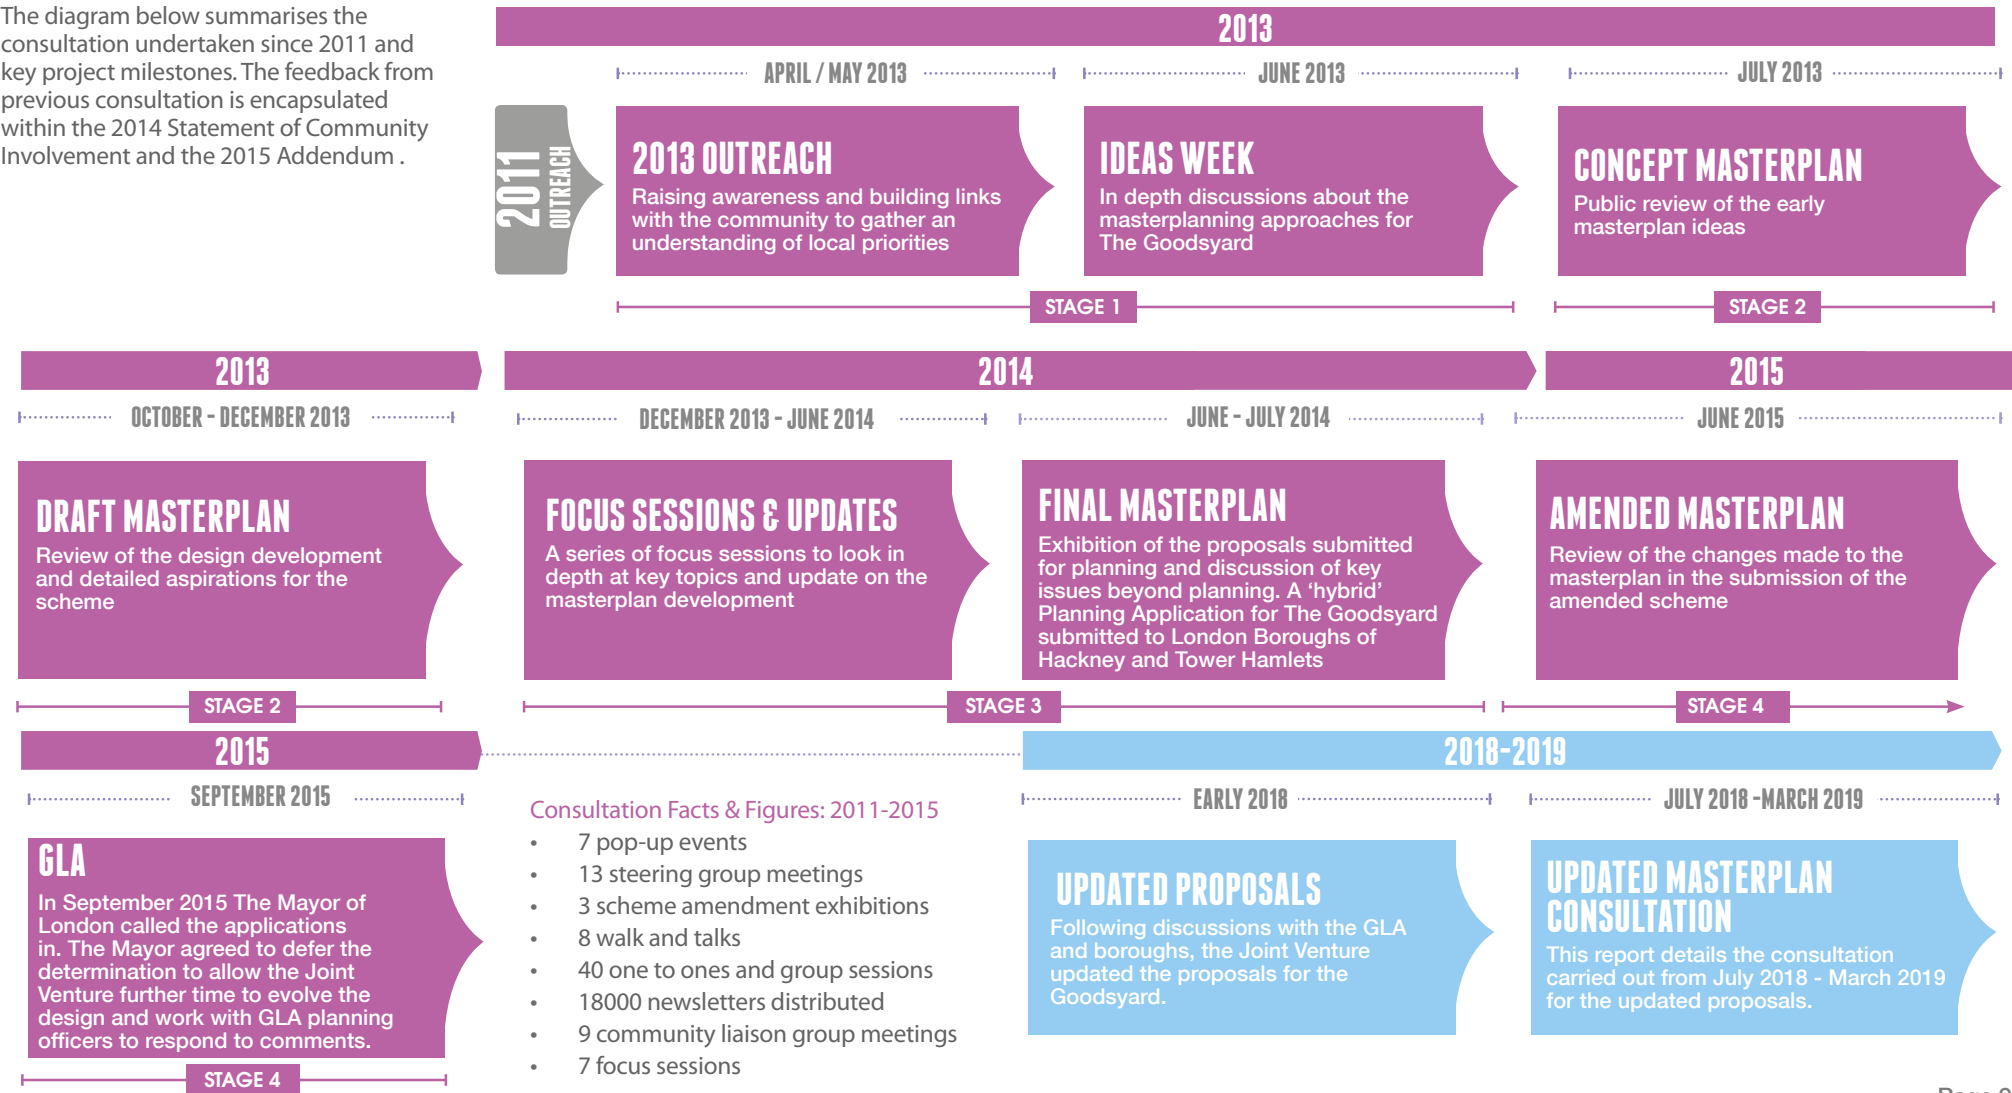 The diagram below summarises the
consultation undertaken since 2011 and
key project milestones. The feedback from
previous consultation is encapsulated
within the 2014 Statement of Community
Involvement and the 2015 Addendum .
2013
APRIL / MAY 2013
JUNE 2013
JULY 2013
2011
OUTREACH
2013 OUTREACH
Raising awareness and building links
with the community to gather an
understanding of local priorities
IDEAS WEEK
In depth discussions about the
masterplanning approaches for
The Goodsyard
CONCEPT MASTERPLAN
Public review of the early
masterplan ideas
STAGE 1
STAGE 2
2013
2014
2015
OCTOBER - DECEMBER 2013
DECEMBER 2013 - JUNE 2014
JUNE - JULY 2014
JUNE 2015
DRAFT MASTERPLAN
Review of the design development
and detailed aspirations for the
scheme
FOCUS SESSIONS & UPDATES
A series of focus sessions to look in
depth at key topics and update on the
masterplan development
FINAL MASTERPLAN
Exhibition of the proposals submitted
for planning and discussion of key
issues beyond planning. A ‘hybrid’
Planning Application for The Goodsyard
submitted to London Boroughs of
Hackney and Tower Hamlets
AMENDED MASTERPLAN
Review of the changes made to the
masterplan in the submission of the
amended scheme
STAGE 2
STAGE 3
STAGE 4
2015
2018-2019
SEPTEMBER 2015
EARLY 2018
JULY 2018 -MARCH 2019
GLA
In September 2015 The Mayor of
London called the applications
in. The Mayor agreed to defer the
determination to allow the Joint
Venture further time to evolve the
design and work with GLA planning
officers to respond to comments.
STAGE 4
Consultation Facts & Figures: 2011-2015
• 7 pop-up events
• 13 steering group meetings
• 3 scheme amendment exhibitions
• 8 walk and talks
• 40 one to ones and group sessions
• 18000 newsletters distributed
• 9 community liaison group meetings
• 7 focus sessions
UPDATED PROPOSALS
Following discussions with the GLA
and boroughs, the Joint Venture
updated the proposals for the
Goodsyard.
UPDATED MASTERPLAN
CONSULTATION
This report details the consultation
carried out from July 2018 - March 2019
for the updated proposals.